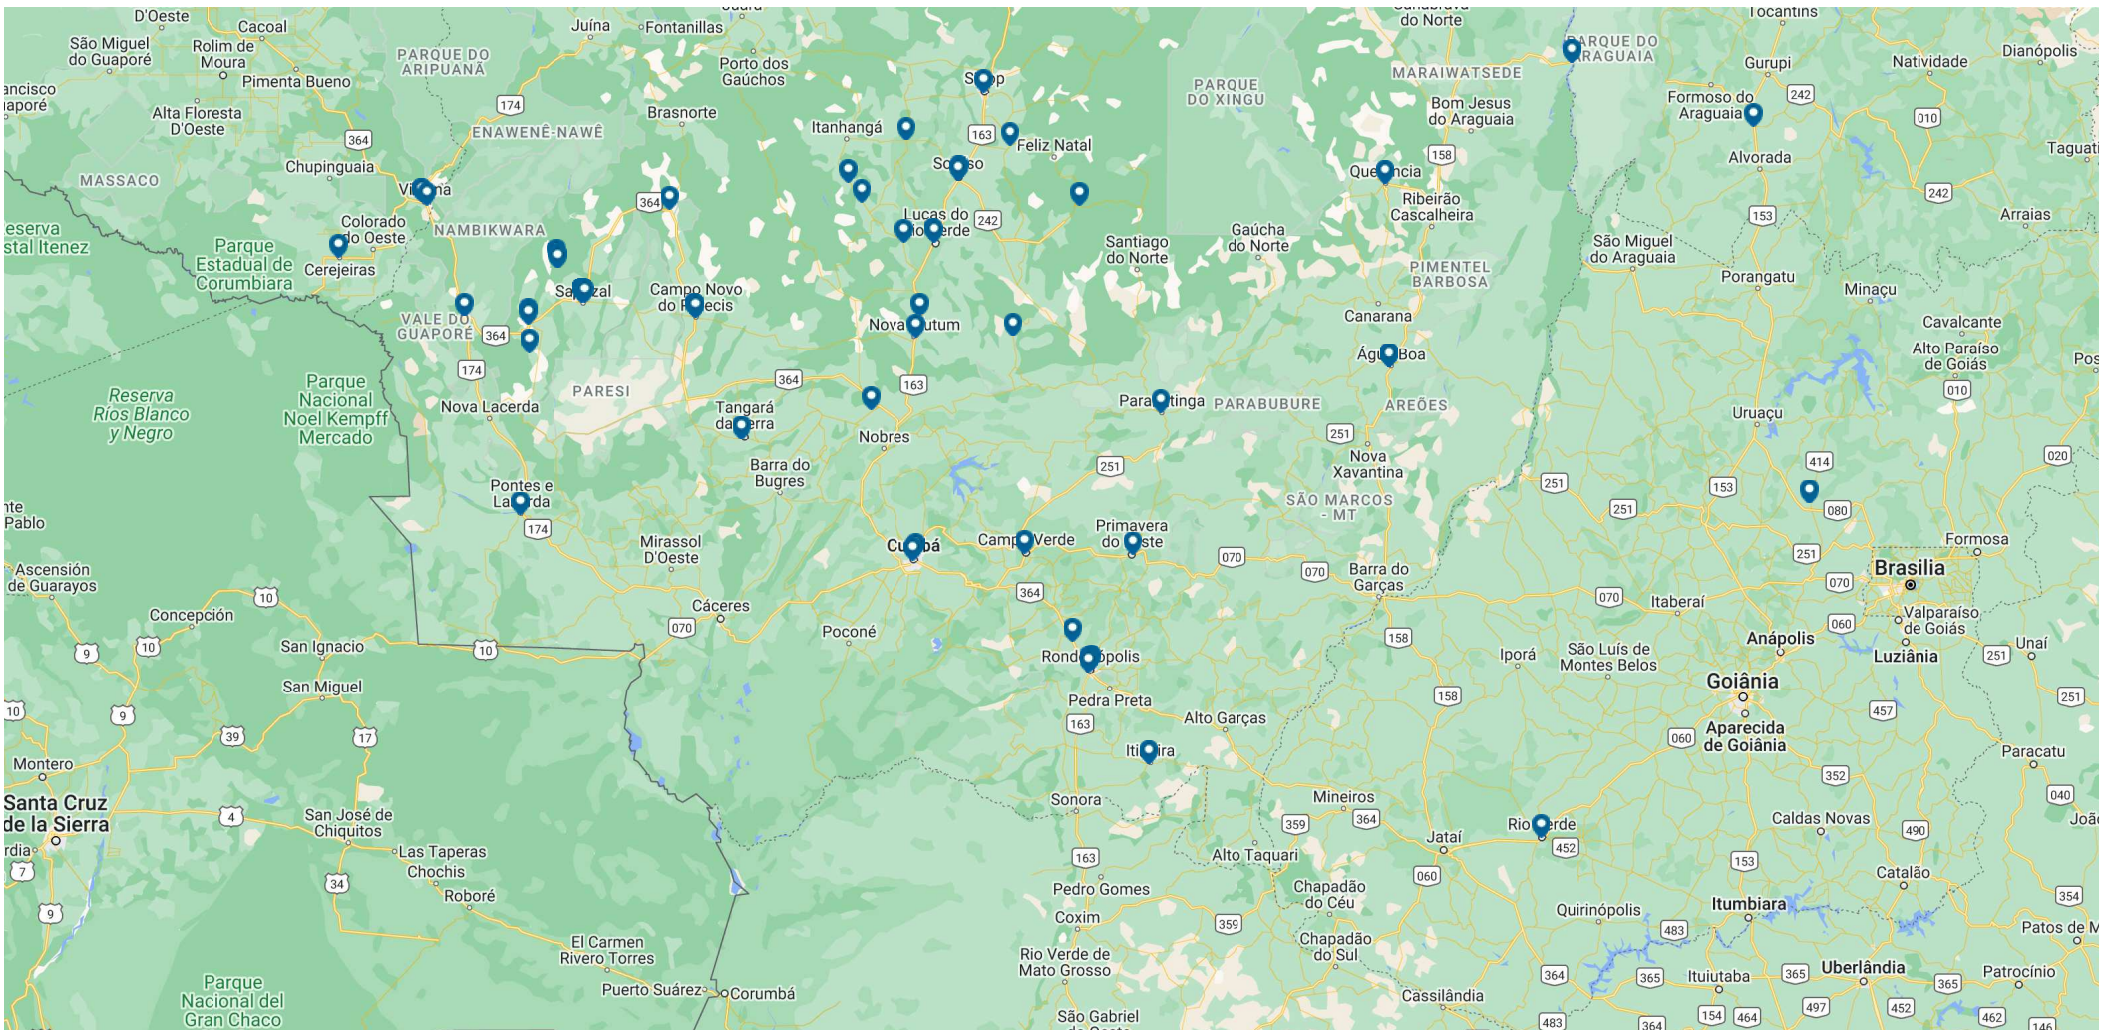 D'Oeste
Cacoal
São Miguel
do Guaporé
Rolim de
Moura
Pimenta Bueno
Alta Floresta
D'Oeste
364
Chupinguaia
MASSACO
PARQUE DO
ARIPUANÃ
174
ENAWENÊ-NAWÊ
Juína
Fontanillas
Brasnorte
Porto dos
Gaúchos
Itanhangá
163
Feliz Natal
PARQUE
DO XINGU
do Norte
MARAIWATSEDE
Bom Jesus
do Araguaia
158
Ribeirão
Cascalheira
Tocantins
Gurupi
242
Formoso do
Araguaia
Alvorada
153
Natividade
Dianópolis
010
242
Arraias
Colorado
do Oeste
Cerejeiras
Parque
Estadual de
Corumbiara
NAMBIKWARA
364
VALE DO
GUAPORÉ
364
174
Campo Novo
Lucas do
242
Santiago
do Norte
Gaúcha
do Norte
PIMENTEL
BARBOSA
Canarana
São Miguel
do Araguaia
Porangatu
Minaçu
Cavalcante
Alto Paraíso
de Goiás
010
Reserva
Ríos Blanco
y Negro
Parque
Nacional
Noel Kempff
Mercado
Nova Lacerda
PARESI
364
163
Tangará
Nobres
Barra do
Bugres
PARABUBURE
AREÕES
251
Nova
Xavantina
SÃO MARCOS
- MT
251
Uruaçu
414
153
080
251
251
251
020
Formosa
Brasilia
070
Pontes e
174
Mirassol
D'Oeste
Cáceres
070
Poconé
364
Primavera
070
070
Barra do
Garças
158
070
Itaberaí
060
Valparaíso
de Goiás
Anápolis
Luziânia
251
Unaí
Ascensión
de Guarayos
10
Concepción
9
10
San Ignacio
10
San Miguel
10
9
39
17
Montero
Santa Cruz
de la Sierra
4
San José de
Chiquitos
7
9
34
Las Taperas
Chochis
Roboré
El Carmen
Rivero Torres
Puerto Suárez
Corumbá
Parque
Nacional del
Gran Chaco
Pedra Preta
163
Alto Garças
Sonora
163
Pedro Gomes
Coxim
Rio Verde de
Mato Grosso
São Gabriel
Alto Taquari
359
359
364
Mineiros
Chapadão
do Céu
Chapadão
do Sul
Cassilândia
Jataí
060
452
158
Iporá
São Luís de
Montes Belos
Goiânia
Aparecida
de Goiânia
060
457
251
Paracatu
352
040
Caldas Novas
490
153
Catalão
354
Quirinópolis
Itumbiara
483
364
365
Ituiutaba
365
Uberlândia
365
Patrocínio
483
364
154
464
497
452
462
146